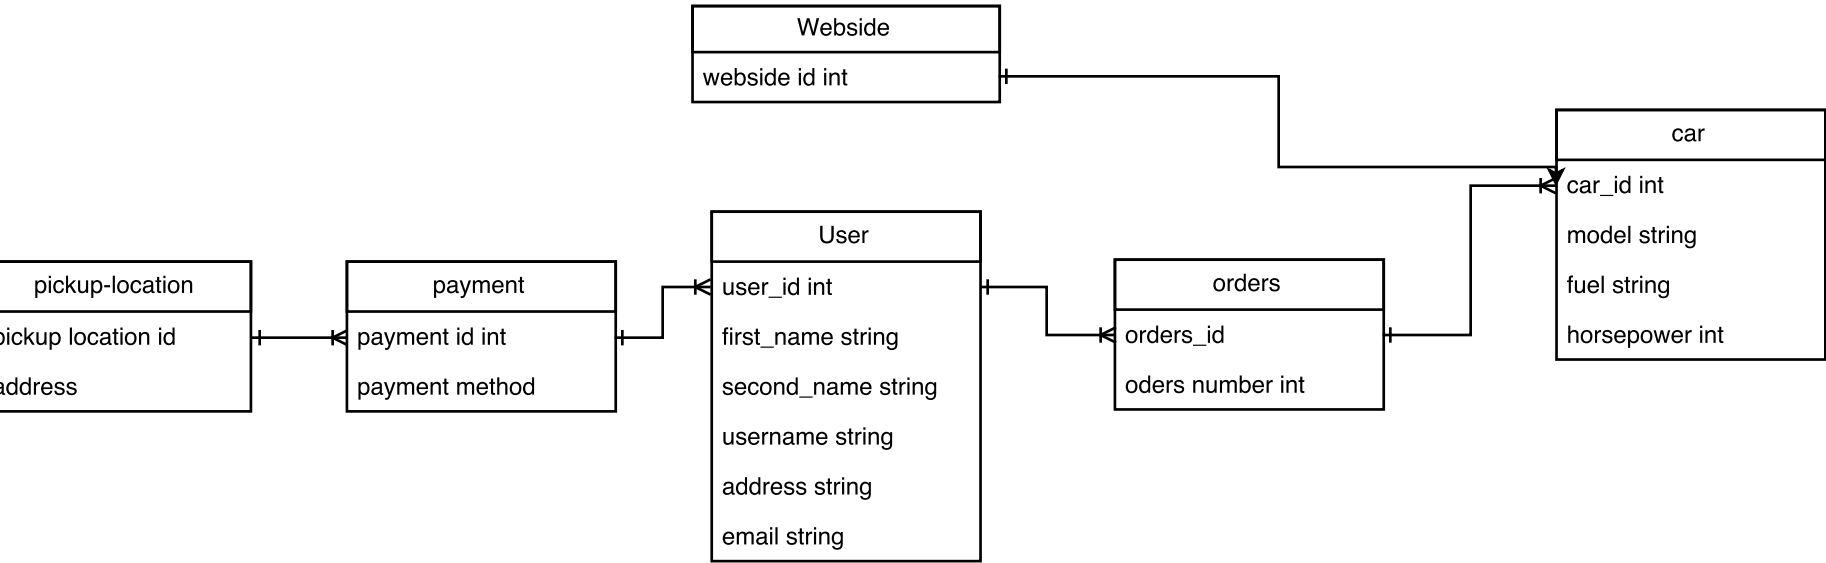 Webside
webside id int
car
car_id int
model string
fuel string
horsepower int
User
user_id int
first_name string
second_name string
username string
address string
email string
pickup-location
pickup location id
address
payment
payment id int
payment method
orders
orders_id
oders number int